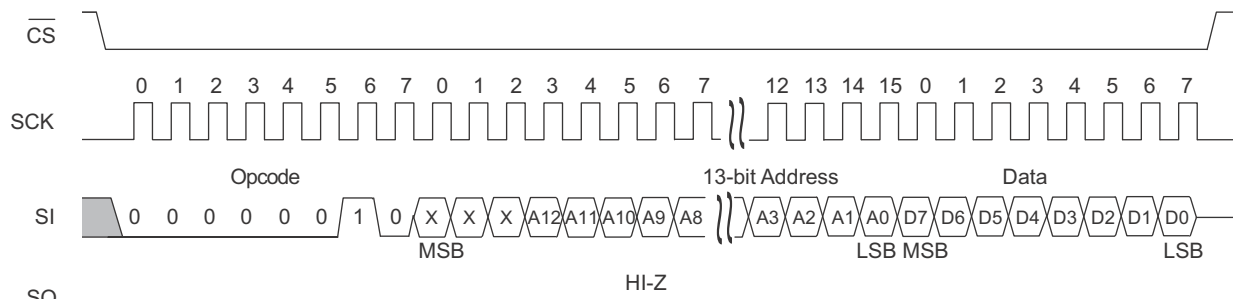 CS
0 1 2 3 4 5 6 7 0 1 2 3 4 5 6 7 12 13 14 15 0 1 2 3 4 5 6 7
SCK
Opcode 13-bit Address Data
SI 0 0 0 0 0 0 1 0 X X X A12 A11 A10 A9 A8 A3 A2 A1 A0 D7 D6 D5 D4 D3 D2 D1 D0
MSB LSB MSB LSB
HI-Z
SO